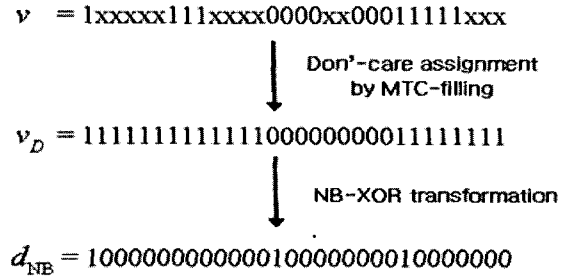 v = 1xxxxx111xxxx0000xx00011111xxx
Don'-care assignment
by MTC-filling
v_D = 111111111111100000000011111111
NB-XOR transformation
d_NB = 100000000000010000000010000000